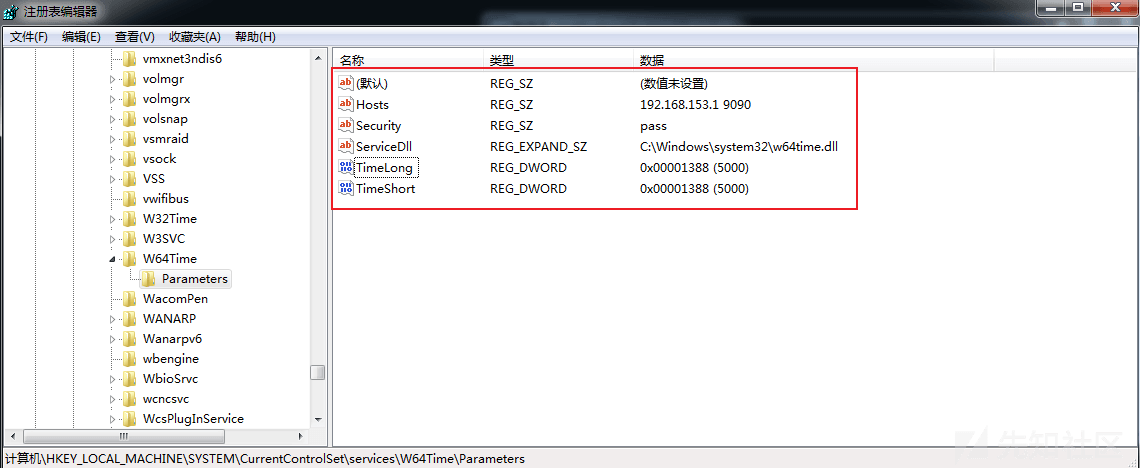 注册表编辑器
文件(F) 编辑(E) 查看(V) 收藏夹(A) 帮助(H)
vmxnet3ndis6
volmgr
volmgrx
volsnap
vsmraid
vsock
VSS
vwifibus
W32Time
W3SVC
W64Time
Parameters
WacomPen
WANARP
Wanarpv6
wbengine
WbioSrvc
wcncsvc
WcsPlugInService
名称 类型 数据
(默认) REG_SZ (数值未设置)
Hosts REG_SZ 192.168.153.1 9090
Security REG_SZ pass
ServiceDll REG_EXPAND_SZ C:\Windows\system32\w64time.dll
TimeLong REG_DWORD 0x00001388 (5000)
TimeShort REG_DWORD 0x00001388 (5000)
计算机\HKEY_LOCAL_MACHINE\SYSTEM\CurrentControlSet\services\W64Time\Parameters
先知社区